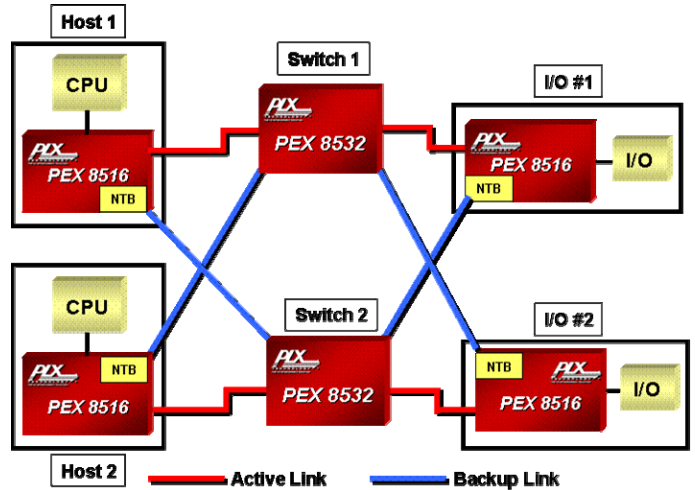 Host 1
CPU
PLX
PEX 8516
NTB
Switch 1
PLX
PEX 8532
I/O #1
PLX
PEX 8516
NTB
I/O
CPU
PLX
NTB
PEX 8516
Host 2
Switch 2
PLX
PEX 8532
I/O #2
NTB
PLX
PEX 8516
I/O
Active Link
Backup Link